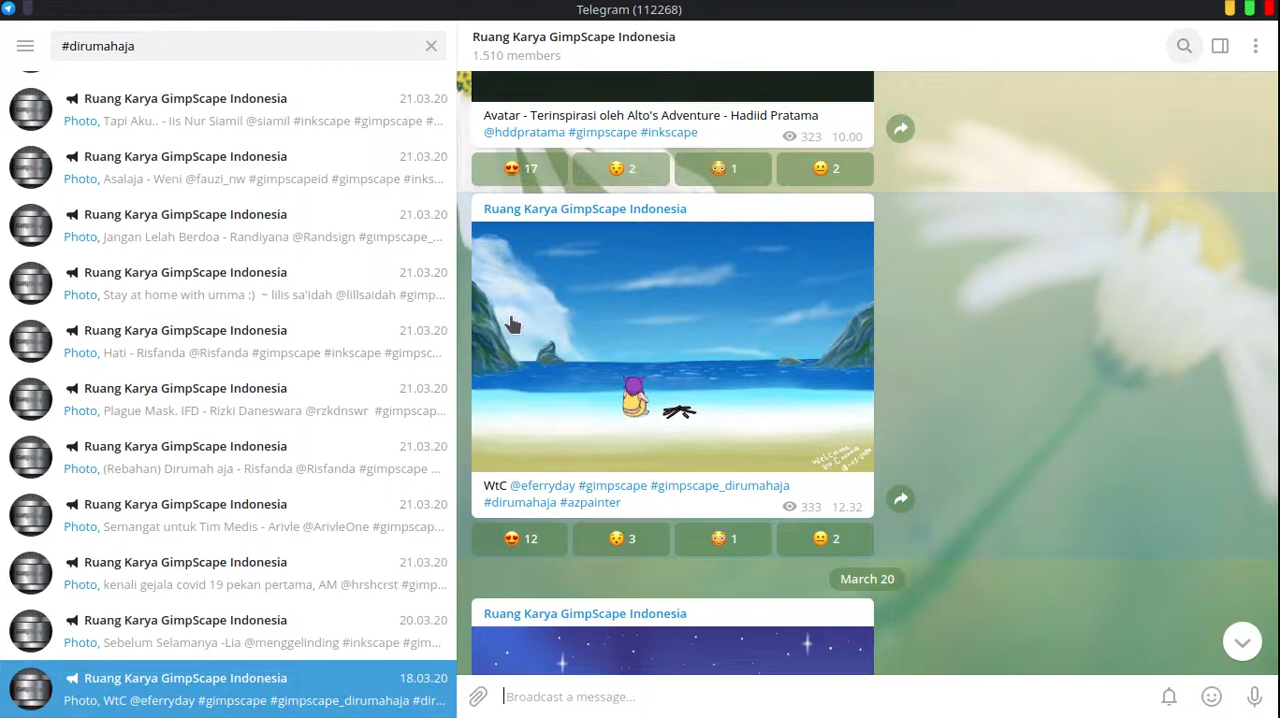 Telegram (112268)
#dirumahaja
Ruang Karya GimpScape Indonesia 21.03.20
Photo, Tapi Aku.. - Iis Nur Siamil @siamil #inkscape #gimpscape #...
Ruang Karya GimpScape Indonesia 21.03.20
Photo, Asalaja - Weni @fauzi_nw #gimpscapeid #gimpscape #inks...
Ruang Karya GimpScape Indonesia 21.03.20
Photo, Jangan Lelah Berdoa - Randiyana @Randsign #gimpscape_...
Ruang Karya GimpScape Indonesia 21.03.20
Photo, Stay at home with umma :) ~ lilis sa'idah @lillsaidah #gimp...
Ruang Karya GimpScape Indonesia 21.03.20
Photo, Hati - Risfanda @Risfanda #gimpscape #inkscape #gimpsc...
Ruang Karya GimpScape Indonesia 21.03.20
Photo, Plague Mask. IFD - Rizki Daneswara @rzkdnswr #gimpscap...
Ruang Karya GimpScape Indonesia 21.03.20
Photo, (Rebahan) Dirumah aja - Risfanda @Risfanda #gimpscape ...
Ruang Karya GimpScape Indonesia 21.03.20
Photo, Semangat untuk Tim Medis - Arivle @ArivleOne #gimpscap...
Ruang Karya GimpScape Indonesia 21.03.20
Photo, kenali gejala covid 19 pekan pertama, AM @hrshcrst #gimp...
Ruang Karya GimpScape Indonesia 20.03.20
Photo, Sebelum Selamanya -Lia @menggelinding #inkscape #gim...
Ruang Karya GimpScape Indonesia 18.03.20
Photo, WtC @eferryday #gimpscape #gimpscape_dirumahaja #dir...
Ruang Karya GimpScape Indonesia
1.510 members
Avatar - Terinspirasi oleh Alto's Adventure - Hadiid Pratama
@hddpratama #gimpscape #inkscape 323 10.00
17 2 1 2
Ruang Karya GimpScape Indonesia
WtC @eferryday #gimpscape #gimpscape_dirumahaja
#dirumahaja #azpainter 333 12.32
12 3 1 2
March 20
Ruang Karya GimpScape Indonesia
Broadcast a message...